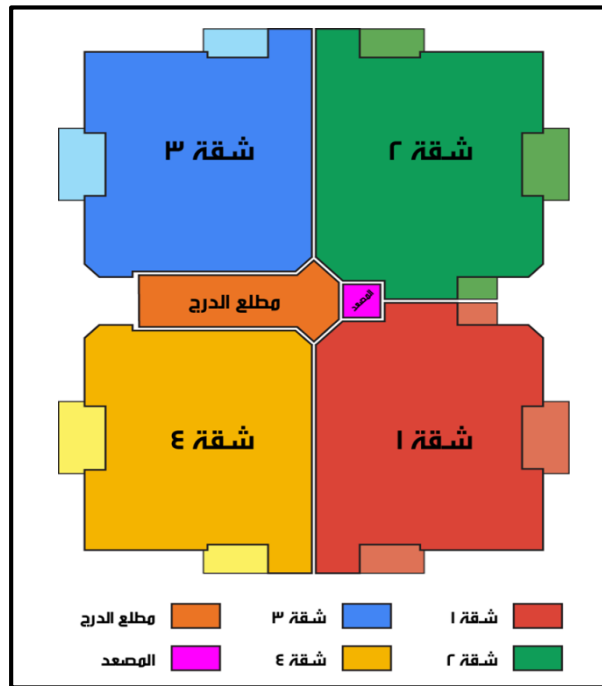 شقة ٣
شقة ٢
مطلع الدرج
المصعد
شقة ٤
شقة ١
شقة ١
شقة ٣
مطلع الدرج
شقة ٢
شقة ٤
المصعد